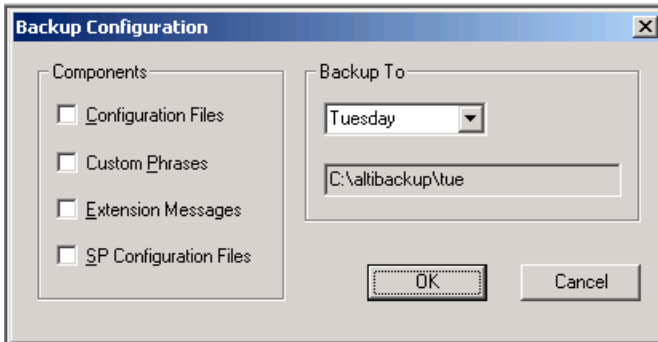 Backup Configuration
Components
Configuration Files
Custom Phrases
Extension Messages
SP Configuration Files
Backup To
Tuesday
C:\altibackup\tue
OK
Cancel